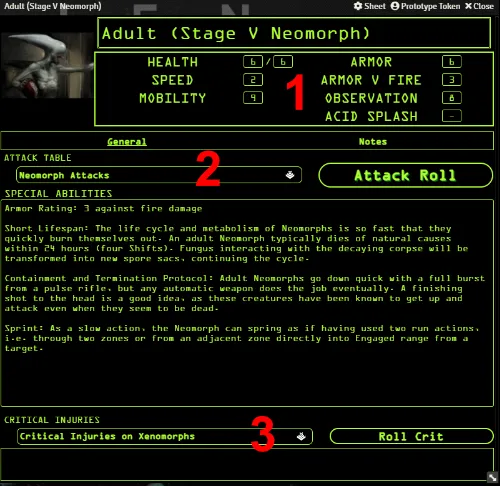 Adult (Stage V Neomorph)
Sheet
Prototype Token
Close
Adult (Stage V Neomorph)
HEALTH 6 / 6
ARMOR 6
SPEED 2
ARMOR V FIRE 3
MOBILITY 9
OBSERVATION 8
ACID SPLASH -
1
General
Notes
ATTACK TABLE
2
Neomorph Attacks
Attack Roll
SPECIAL ABILITIES
Armor Rating: 3 against fire damage
Short Lifespan: The life cycle and metabolism of Neomorphs is so fast that they
quickly burn themselves out. An adult Neomorph typically dies of natural causes
within 24 hours (four Shifts). Fungus interacting with the decaying corpse will be
transformed into new spore sacs, continuing the cycle.
Containment and Termination Protocol: Adult Neomorphs go down quick with a full burst
from a pulse rifle, but any automatic weapon does the job eventually. A finishing
shot to the head is a good idea, as these creatures have been known to get up and
attack even when they seem to be dead.
Sprint: As a slow action, the Neomorph can spring as if having used two run actions,
i.e. through two zones or from an adjacent zone directly into Engaged range from a
target.
CRITICAL INJURIES
3
Critical Injuries on Xenomorphs
Roll Crit